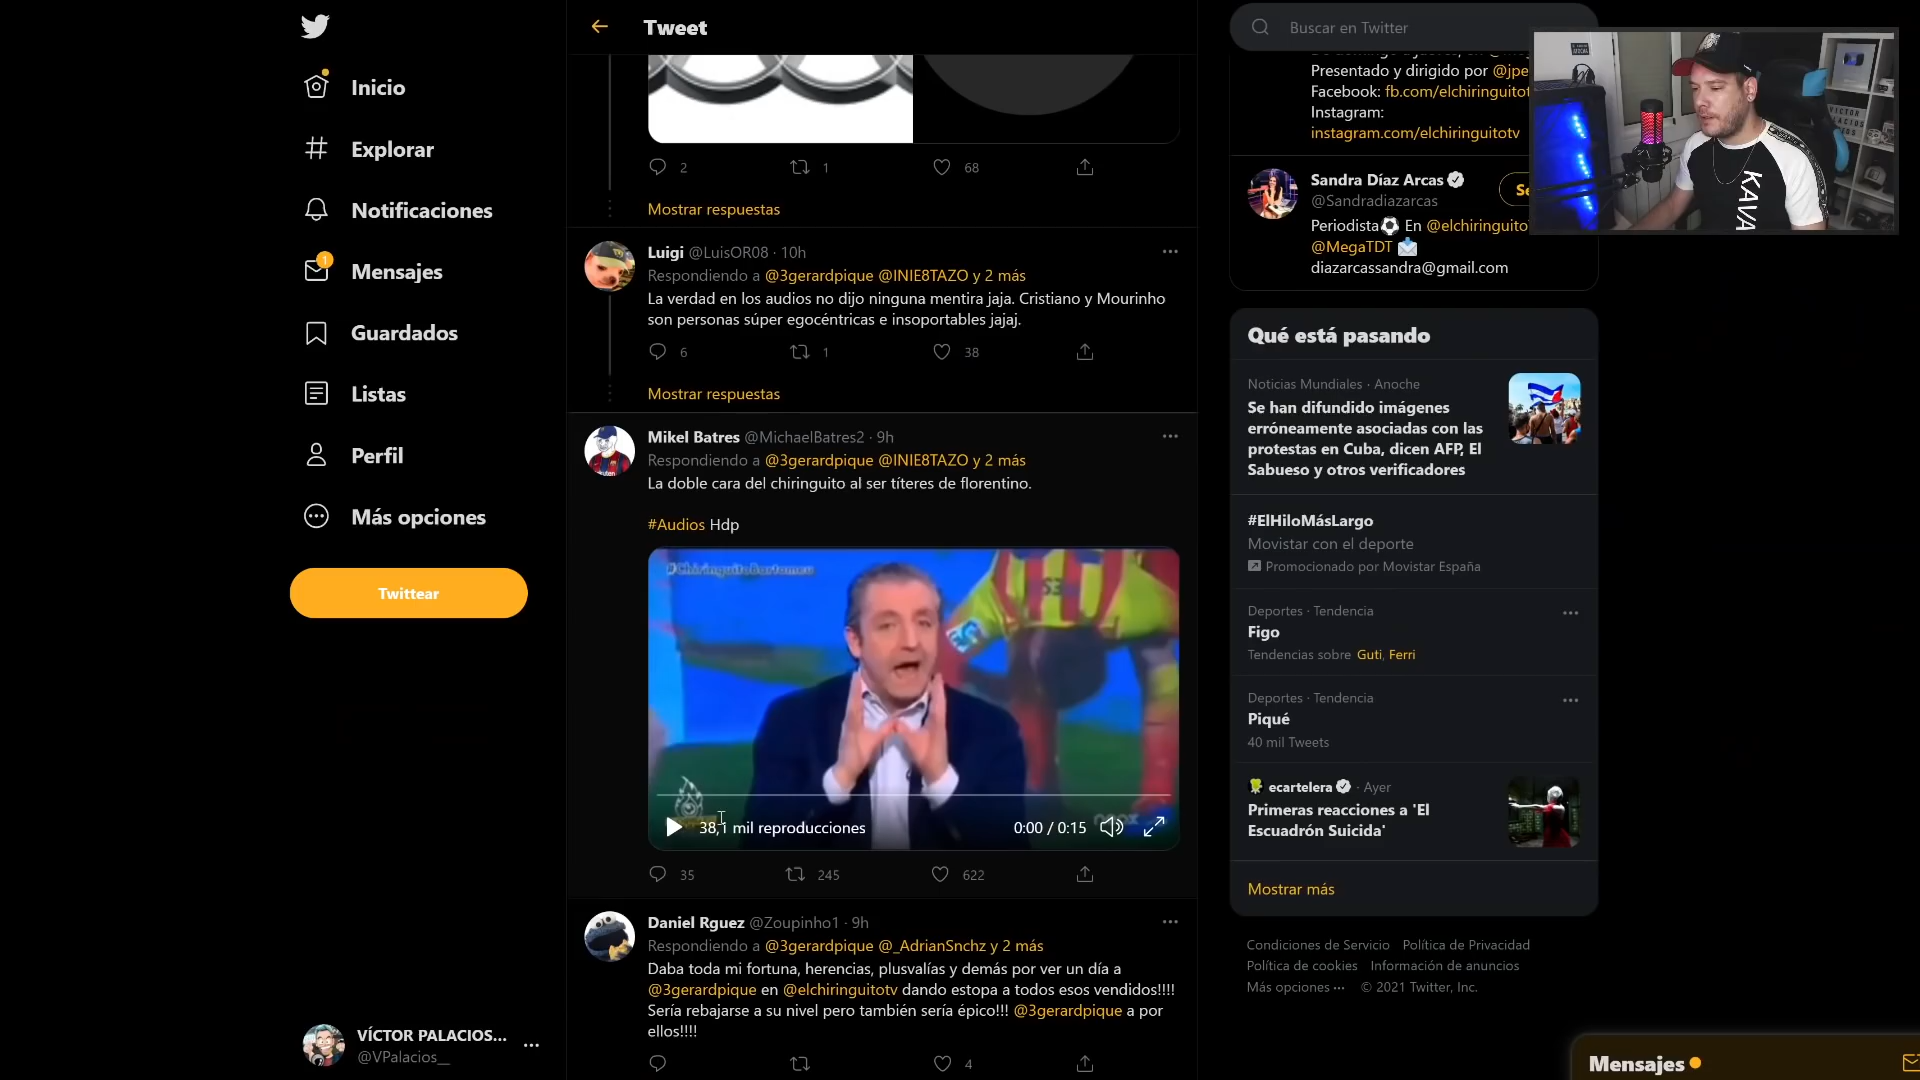 Inicio
Explorar
Notificaciones
1
Mensajes
Guardados
Listas
Perfil
Más opciones
Twittear
VÍCTOR PALACIOS...
@VPalacios__
Tweet
2 1 68
Mostrar respuestas
Luigi @LuisOR08 · 10h
Respondiendo a @3gerardpique @INIE8TAZO y 2 más
La verdad en los audios no dijo ninguna mentira jaja. Cristiano y Mourinho
son personas súper egocéntricas e insoportables jajaj.
6 1 38
Mostrar respuestas
Mikel Batres @MichaelBatres2 · 9h
Respondiendo a @3gerardpique @INIE8TAZO y 2 más
La doble cara del chiringuito al ser títeres de florentino.
#Audios Hdp
#ChiringuitoBartomeu
38,1 mil reproducciones
0:00 / 0:15
35 245 622
Daniel Rguez @Zoupinho1 · 9h
Respondiendo a @3gerardpique @_AdrianSnchz y 2 más
Daba toda mi fortuna, herencias, plusvalías y demás por ver un día a
@3gerardpique en @elchiringuitotv dando estopa a todos esos vendidos!!!!
Sería rebajarse a su nivel pero también sería épico!!! @3gerardpique a por
ellos!!!!
4
Buscar en Twitter
Presentado y dirigido por @jpe
Facebook: fb.com/elchiringuitot
Instagram:
instagram.com/elchiringuitotv
Sandra Díaz Arcas
Se
@Sandradiazarcas
Periodista En @elchiringuito
@MegaTDT
diazarcassandra@gmail.com
KAVA
Qué está pasando
Noticias Mundiales · Anoche
Se han difundido imágenes
erróneamente asociadas con las
protestas en Cuba, dicen AFP, El
Sabueso y otros verificadores
#ElHiloMásLargo
Movistar con el deporte
Promocionado por Movistar España
Deportes · Tendencia
Figo
Tendencias sobre Guti, Ferri
Deportes · Tendencia
Piqué
40 mil Tweets
ecartelera · Ayer
Primeras reacciones a 'El
Escuadrón Suicida'
Mostrar más
Condiciones de Servicio Política de Privacidad
Política de cookies Información de anuncios
Más opciones ··· © 2021 Twitter, Inc.
Mensajes